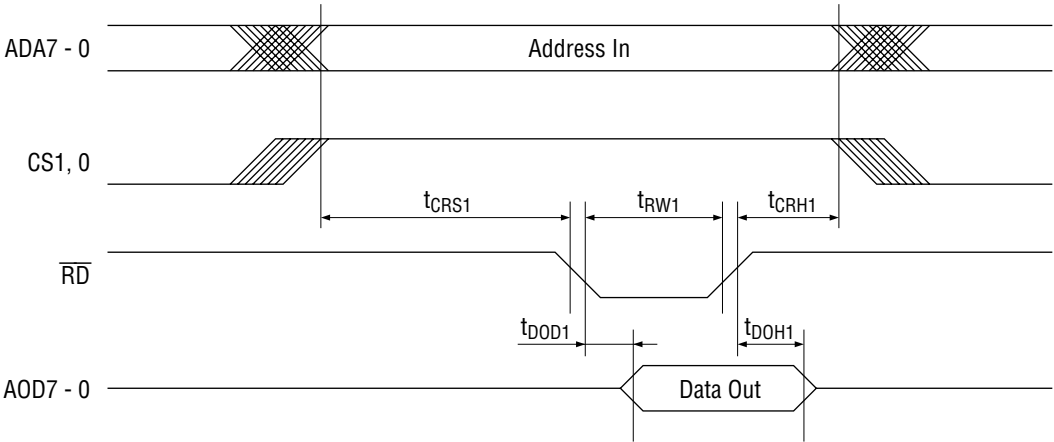 ADA7 - 0
Address In
CS1, 0
tCRS1
tRW1
tCRH1
RD
tDOD1
tDOH1
AOD7 - 0
Data Out